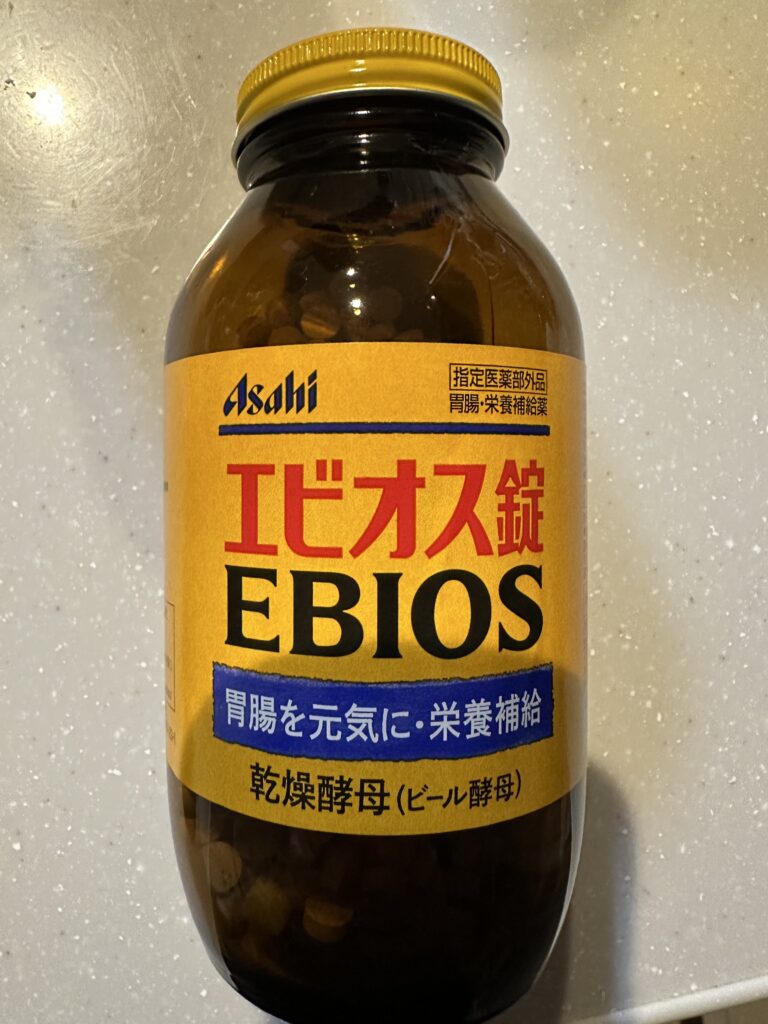 Asahi
指定医薬部外品
胃腸・栄養補給薬
エビオス錠
EBIOS
胃腸を元気に・栄養補給
乾燥酵母(ビール酵母)